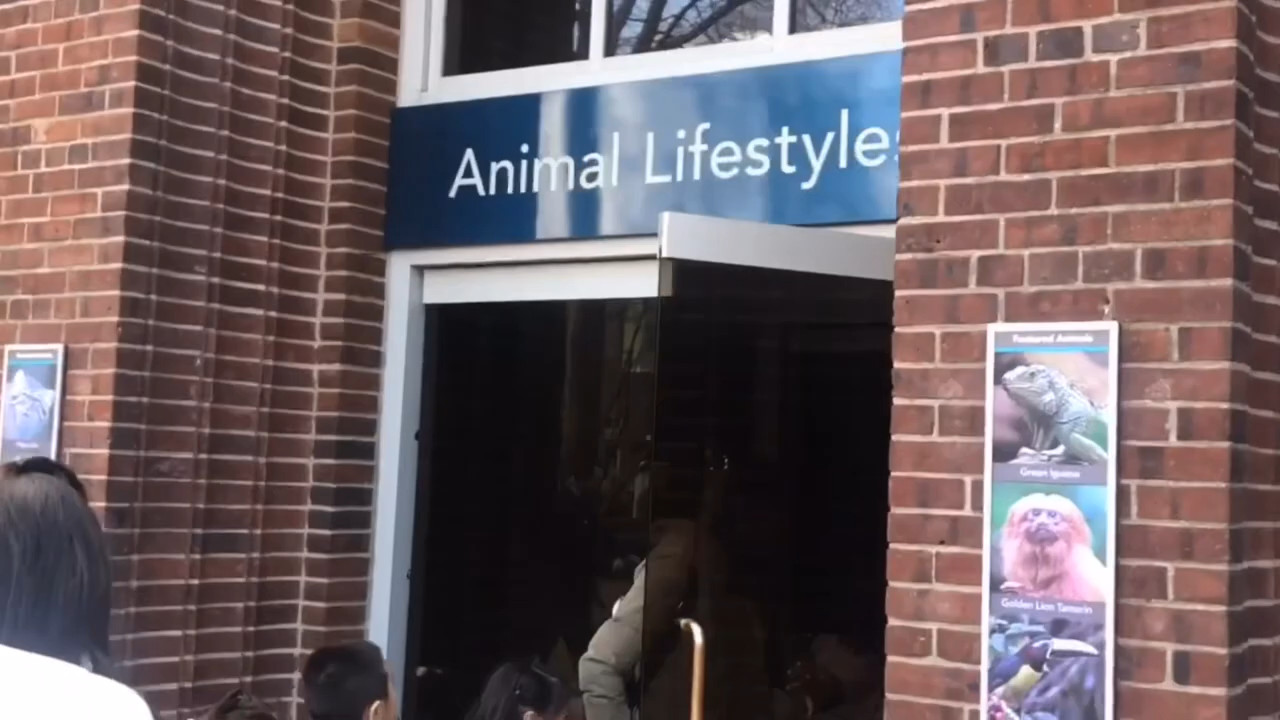 Animal Lifestyles
Featured Animals
Green Iguana
Golden Lion Tamarin